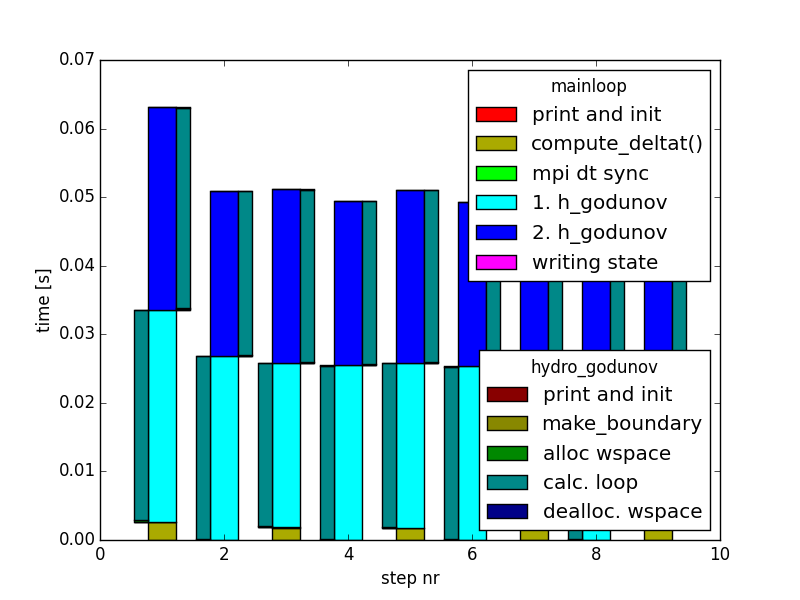 0.07
0.06
0.05
0.04
0.03
0.02
0.01
0.00
time [s]
mainloop
print and init
compute_deltat()
mpi dt sync
1. h_godunov
2. h_godunov
writing state
hydro_godunov
print and init
make_boundary
alloc wspace
calc. loop
dealloc. wspace
0 2 4 6 8 10
step nr